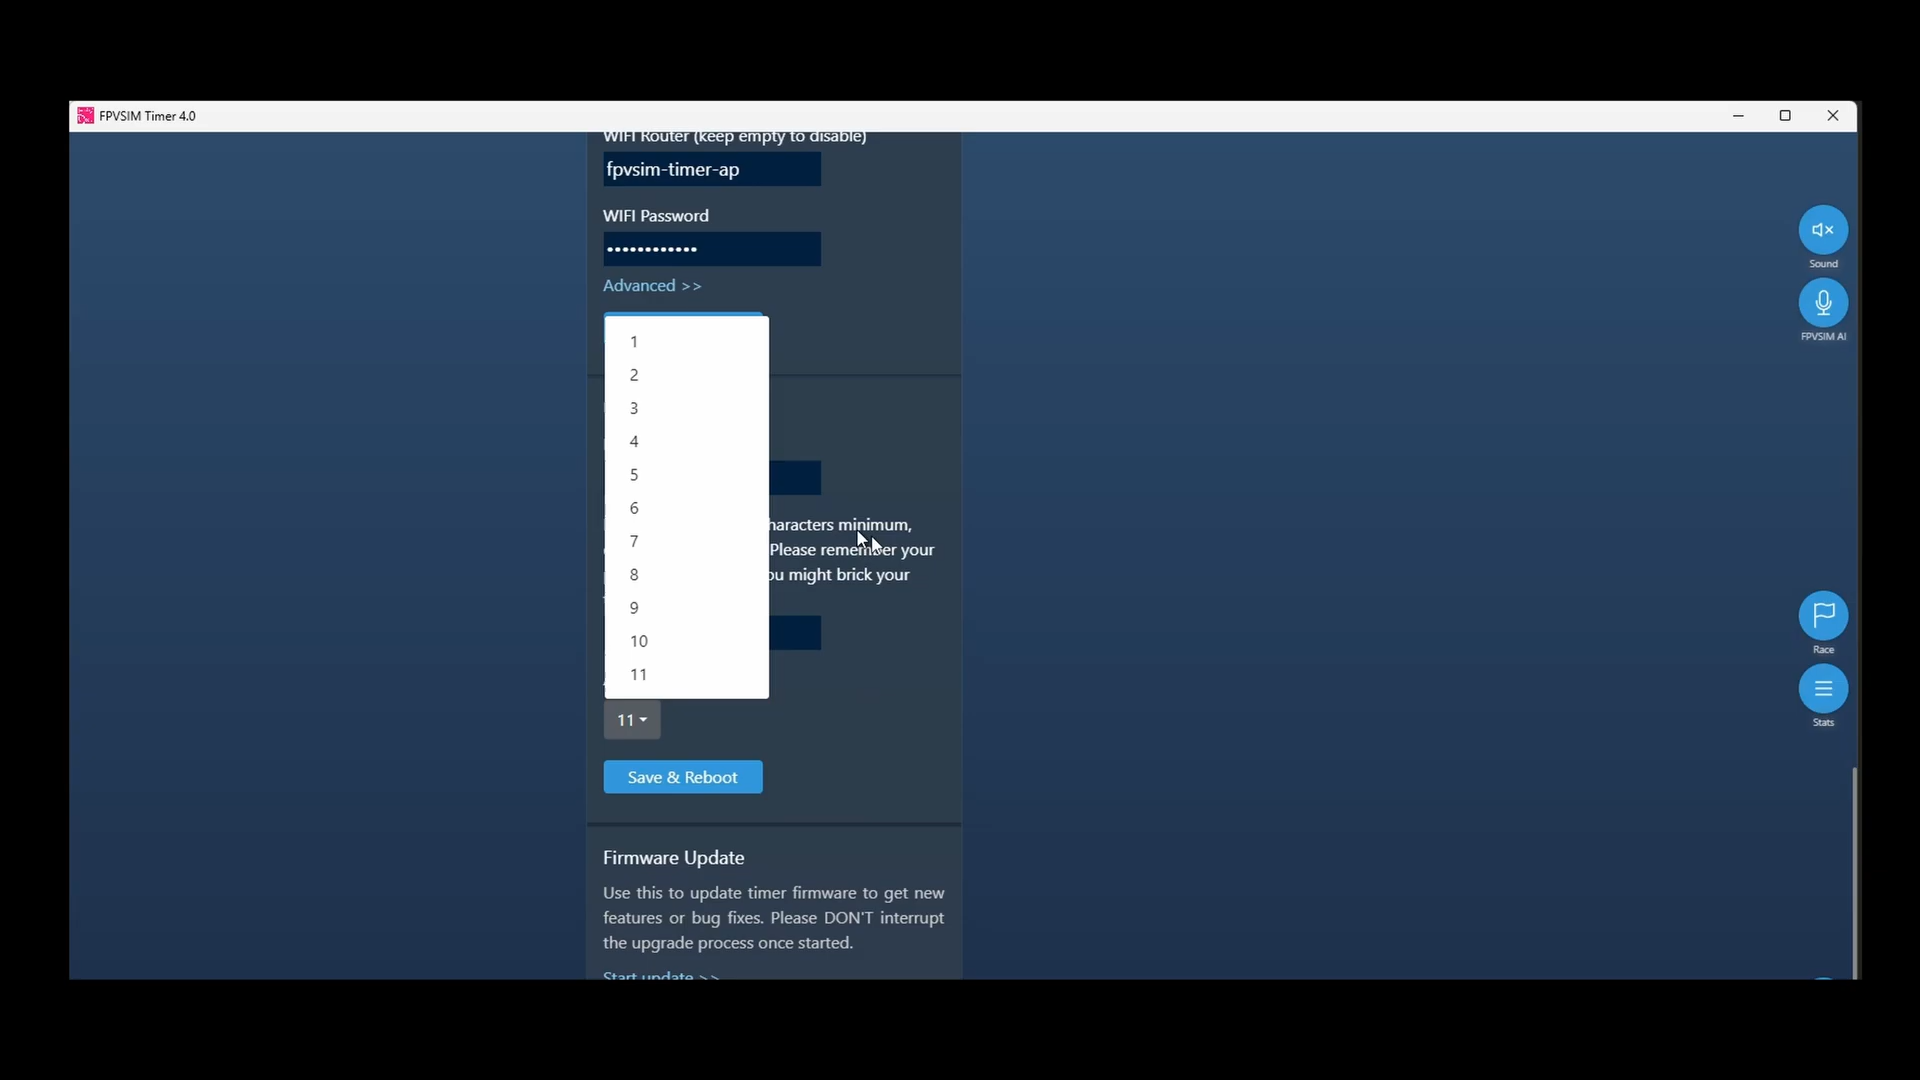 FPVSIM Timer 4.0
WIFI Router (keep empty to disable)
fpvsim-timer-ap
WIFI Password
••••••••••••
Advanced >>
Sound
FPVSIM AI
1
2
3
4
5
6
7
8
9
10
11
haracters minimum,
Please remember your
ou might brick your
11
Save & Reboot
Race
Stats
Firmware Update
Use this to update timer firmware to get new
features or bug fixes. Please DON'T interrupt
the upgrade process once started.
Start update >>